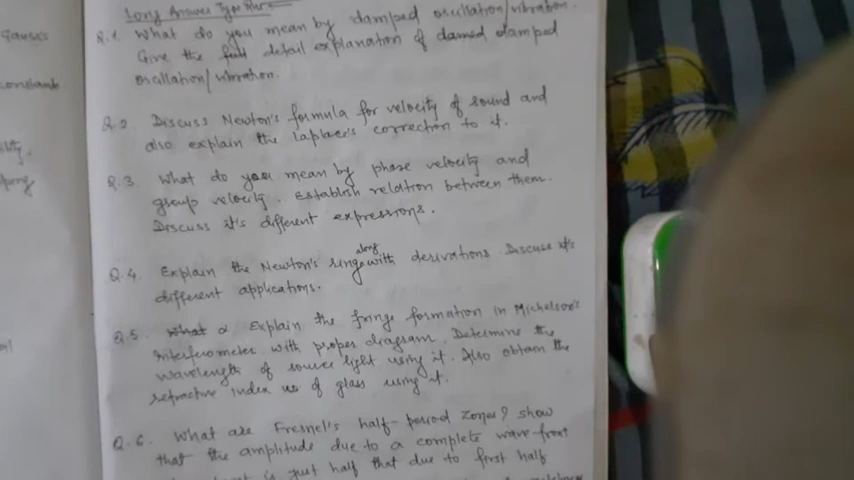 Gauses
constants
Long Answer Type Ques
Q.1 What do you mean by damped oscillation/vibration.
Give the full detail explanation of damed damped
oscallation/vibration.
Q.2 Discuss Newton's formula for velocity of sound and
also explain the Laplace's correction to it.
Q.3 What do you mean by phase velocity and
group velocity. Establish relation between them.
Discuss it's different expressions.
Q.4 Explain the Newton's rings along with derivations. Discuss it's
different applications.
Q.5. What a Explain the fringe formation in Michelson's
Interferometer with proper diagram. Determine the
wavelength of source light using it. Also obtain the
refractive index of glass using it.
Q.6. What are Fresnel's half-period zones? Show
that the amplitude due to a complete wave-front
is just half that due to first half